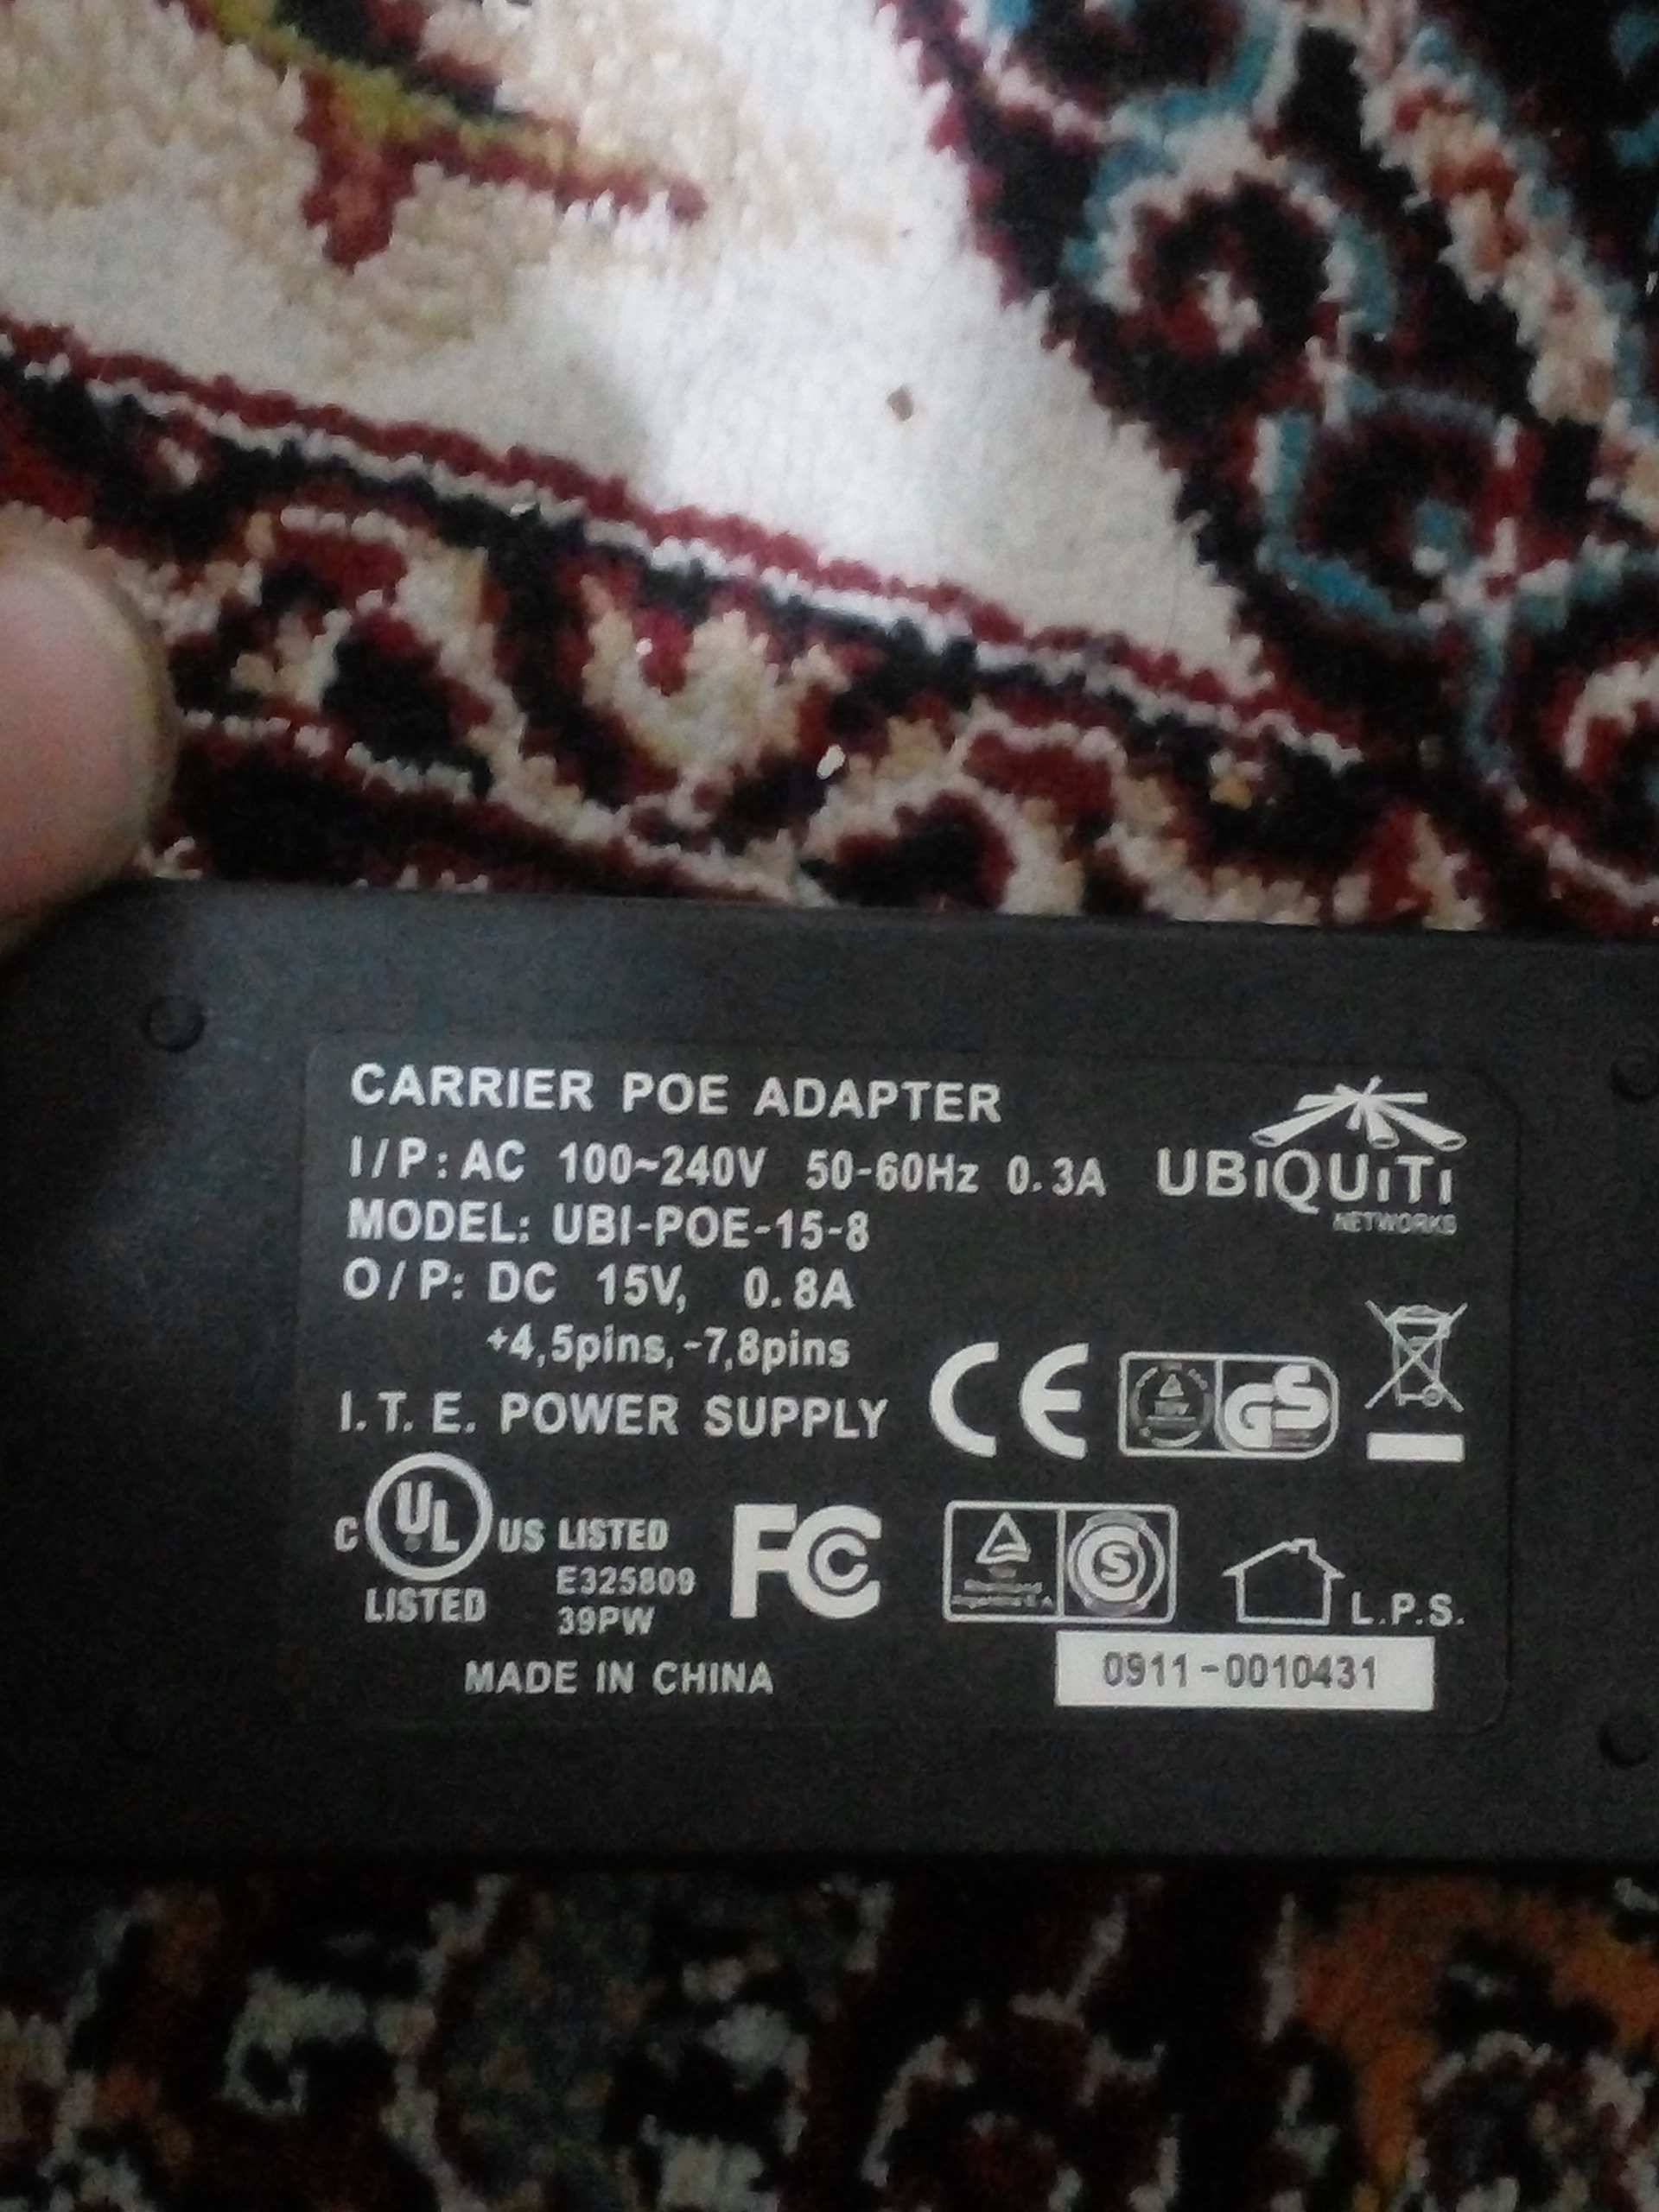 CARRIER POE ADAPTER
I/P: AC 100~240V 50-60Hz 0.3A
UBiQUiTi
NETWORKS
MODEL: UBI-POE-15-8
O/P: DC 15V, 0.8A
+4,5pins,-7,8pins
I.T.E. POWER SUPPLY
CE
GS
C UL US LISTED
LISTED
E325809
39PW
FC
S
L.P.S.
MADE IN CHINA
0911-0010431